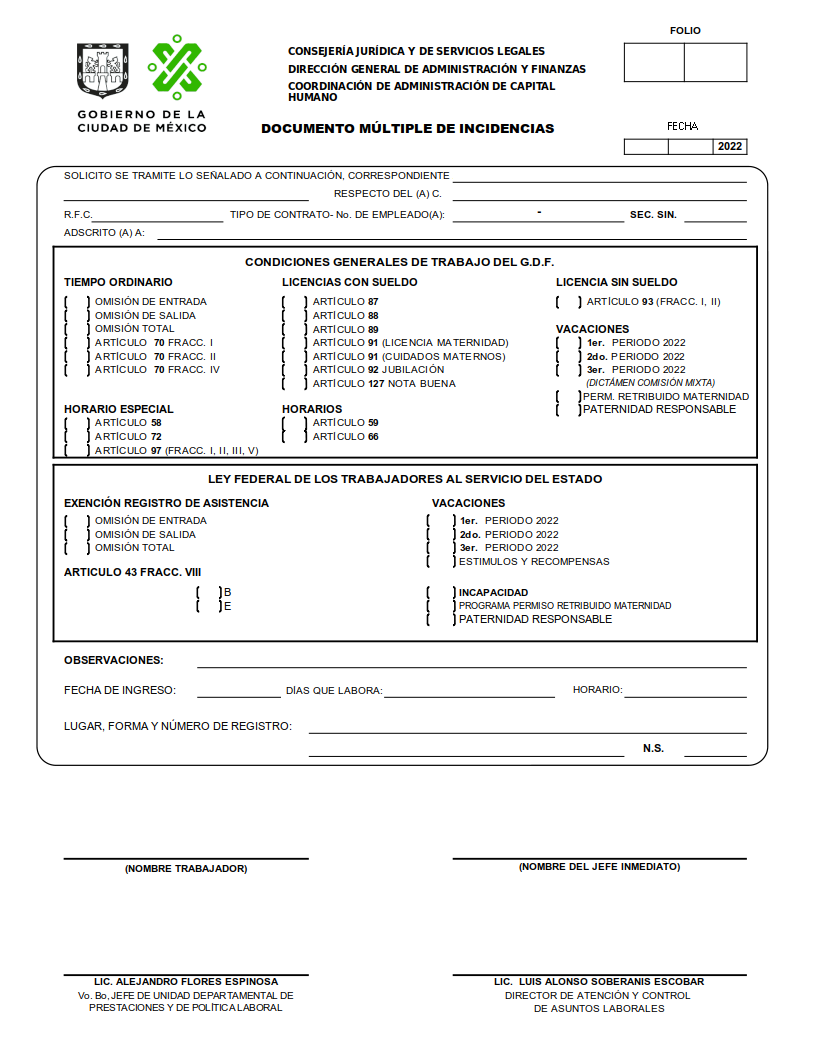 FOLIO
CONSEJERÍA JURÍDICA Y DE SERVICIOS LEGALES
DIRECCIÓN GENERAL DE ADMINISTRACIÓN Y FINANZAS
COORDINACIÓN DE ADMINISTRACIÓN DE CAPITAL
HUMANO
GOBIERNO DE LA
CIUDAD DE MÉXICO
DOCUMENTO MÚLTIPLE DE INCIDENCIAS
FECHA
2022
SOLICITO SE TRAMITE LO SEÑALADO A CONTINUACIÓN, CORRESPONDIENTE
RESPECTO DEL (A) C.
R.F.C. TIPO DE CONTRATO- No. DE EMPLEADO(A): - SEC. SIN.
ADSCRITO (A) A:
CONDICIONES GENERALES DE TRABAJO DEL G.D.F.
TIEMPO ORDINARIO
( ) OMISIÓN DE ENTRADA
( ) OMISIÓN DE SALIDA
( ) OMISIÓN TOTAL
( ) ARTÍCULO 70 FRACC. I
( ) ARTÍCULO 70 FRACC. II
( ) ARTÍCULO 70 FRACC. IV
HORARIO ESPECIAL
( ) ARTÍCULO 58
( ) ARTÍCULO 72
( ) ARTÍCULO 97 (FRACC. I, II, III, V)
LICENCIAS CON SUELDO
( ) ARTÍCULO 87
( ) ARTÍCULO 88
( ) ARTÍCULO 89
( ) ARTÍCULO 91 (LICENCIA MATERNIDAD)
( ) ARTÍCULO 91 (CUIDADOS MATERNOS)
( ) ARTÍCULO 92 JUBILACIÓN
( ) ARTÍCULO 127 NOTA BUENA
HORARIOS
( ) ARTÍCULO 59
( ) ARTÍCULO 66
LICENCIA SIN SUELDO
( ) ARTÍCULO 93 (FRACC. I, II)
VACACIONES
( ) 1er. PERIODO 2022
( ) 2do. PERIODO 2022
( ) 3er. PERIODO 2022
(DICTÁMEN COMISIÓN MIXTA)
( ) PERM. RETRIBUIDO MATERNIDAD
( ) PATERNIDAD RESPONSABLE
LEY FEDERAL DE LOS TRABAJADORES AL SERVICIO DEL ESTADO
EXENCIÓN REGISTRO DE ASISTENCIA
( ) OMISIÓN DE ENTRADA
( ) OMISIÓN DE SALIDA
( ) OMISIÓN TOTAL
ARTICULO 43 FRACC. VIII
( ) B
( ) E
VACACIONES
( ) 1er. PERIODO 2022
( ) 2do. PERIODO 2022
( ) 3er. PERIODO 2022
( ) ESTIMULOS Y RECOMPENSAS
( ) INCAPACIDAD
( ) PROGRAMA PERMISO RETRIBUIDO MATERNIDAD
( ) PATERNIDAD RESPONSABLE
OBSERVACIONES:
FECHA DE INGRESO: DÍAS QUE LABORA: HORARIO:
LUGAR, FORMA Y NÚMERO DE REGISTRO:
N.S.
(NOMBRE TRABAJADOR)
(NOMBRE DEL JEFE INMEDIATO)
LIC. ALEJANDRO FLORES ESPINOSA
Vo. Bo, JEFE DE UNIDAD DEPARTAMENTAL DE
PRESTACIONES Y DE POLÍTICA LABORAL
LIC. LUIS ALONSO SOBERANIS ESCOBAR
DIRECTOR DE ATENCIÓN Y CONTROL
DE ASUNTOS LABORALES